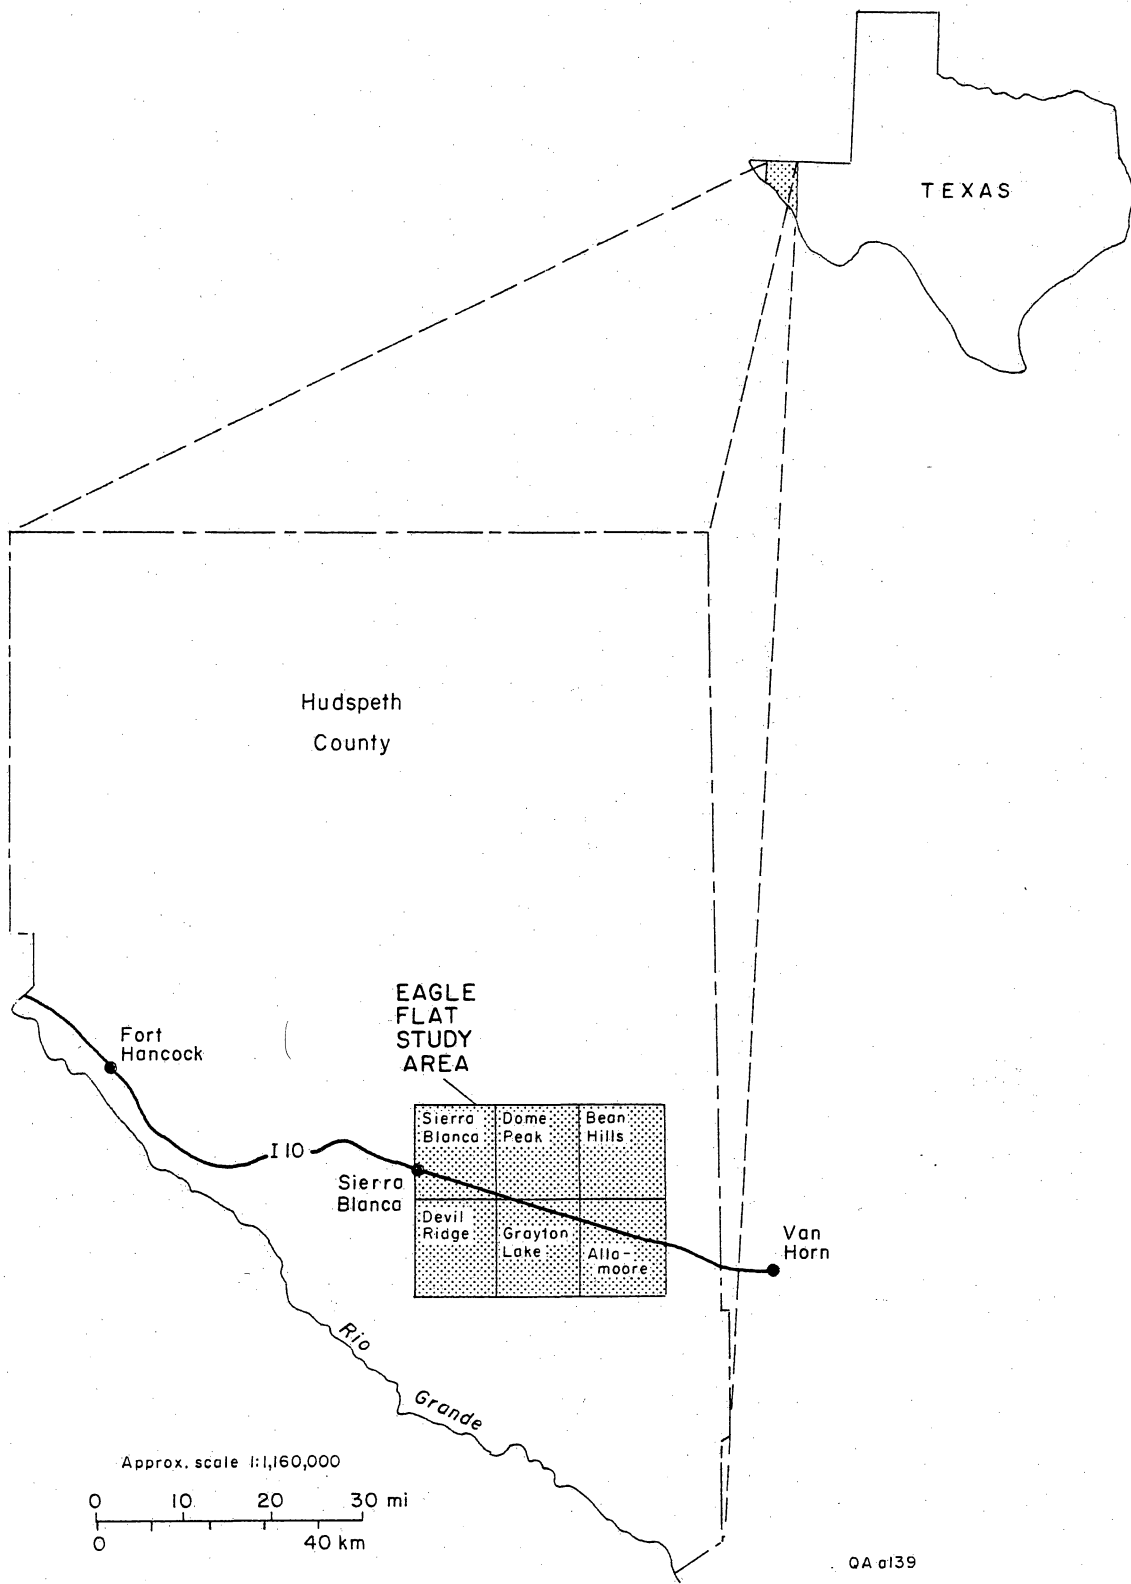 TEXAS
Hudspeth
County
EAGLE
FLAT
STUDY
AREA
Fort
Hancock
Sierra
Blanca
Dome
Peak
Bean
Hills
I 10
Sierra
Blanca
Devil
Ridge
Grayton
Lake
Alla-
moore
Van
Horn
Rio
Grande
Approx. scale 1:1,160,000
0 10 20 30 mi
0 40 km
QA a139